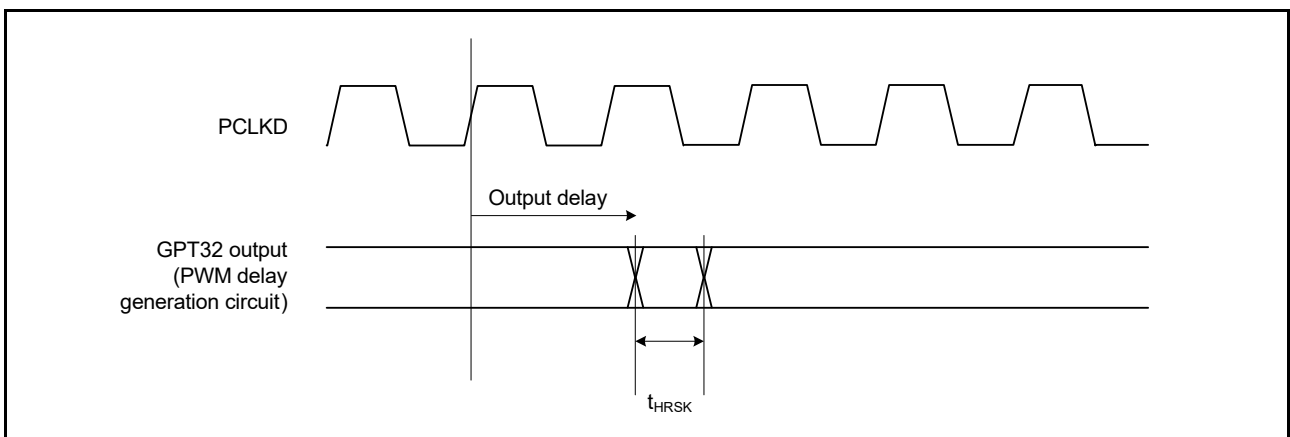 PCLKD
Output delay
GPT32 output
(PWM delay
generation circuit)
tHRSK